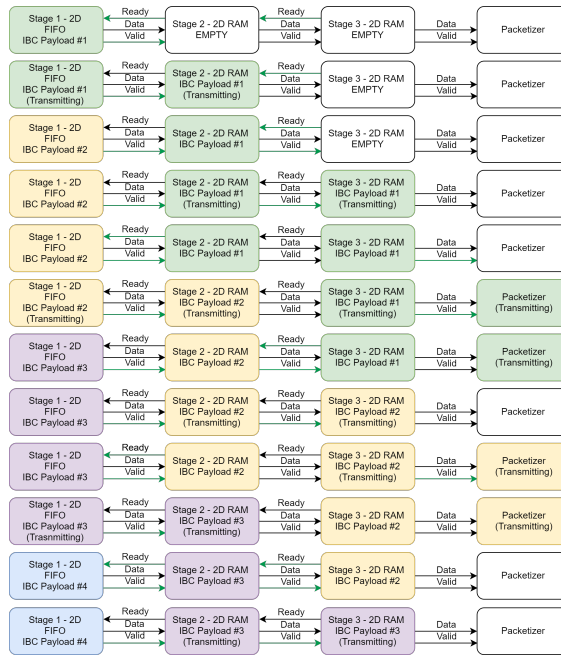 Stage 1 - 2D
FIFO
IBC Payload #1
Ready
Data
Valid
Stage 2 - 2D RAM
EMPTY
Ready
Data
Valid
Stage 3 - 2D RAM
EMPTY
Data
Valid
Packetizer
Stage 1 - 2D
FIFO
IBC Payload #1
(Transmitting)
Ready
Data
Valid
Stage 2 - 2D RAM
IBC Payload #1
(Transmitting)
Ready
Data
Valid
Stage 3 - 2D RAM
EMPTY
Data
Valid
Packetizer
Stage 1 - 2D
FIFO
IBC Payload #2
Ready
Data
Valid
Stage 2 - 2D RAM
IBC Payload #1
Ready
Data
Valid
Stage 3 - 2D RAM
EMPTY
Data
Valid
Packetizer
Stage 1 - 2D
FIFO
IBC Payload #2
Ready
Data
Valid
Stage 2 - 2D RAM
IBC Payload #1
(Transmitting)
Ready
Data
Valid
Stage 3 - 2D RAM
IBC Payload #1
(Transmitting)
Data
Valid
Packetizer
Stage 1 - 2D
FIFO
IBC Payload #2
Ready
Data
Valid
Stage 2 - 2D RAM
IBC Payload #1
Ready
Data
Valid
Stage 3 - 2D RAM
IBC Payload #1
Data
Valid
Packetizer
Stage 1 - 2D
FIFO
IBC Payload #2
(Transmitting)
Ready
Data
Valid
Stage 2 - 2D RAM
IBC Payload #2
(Transmitting)
Ready
Data
Valid
Stage 3 - 2D RAM
IBC Payload #1
(Transmitting)
Data
Valid
Packetizer
(Transmitting)
Stage 1 - 2D
FIFO
IBC Payload #3
Ready
Data
Valid
Stage 2 - 2D RAM
IBC Payload #2
Ready
Data
Valid
Stage 3 - 2D RAM
IBC Payload #1
Data
Valid
Packetizer
(Transmitting)
Stage 1 - 2D
FIFO
IBC Payload #3
Ready
Data
Valid
Stage 2 - 2D RAM
IBC Payload #2
(Transmitting)
Ready
Data
Valid
Stage 3 - 2D RAM
IBC Payload #2
(Transmitting)
Data
Valid
Packetizer
Stage 1 - 2D
FIFO
IBC Payload #3
Ready
Data
Valid
Stage 2 - 2D RAM
IBC Payload #2
Ready
Data
Valid
Stage 3 - 2D RAM
IBC Payload #2
(Transmitting)
Data
Valid
Packetizer
(Transmitting)
Stage 1 - 2D
FIFO
IBC Payload #3
(Trasnmitting)
Ready
Data
Valid
Stage 2 - 2D RAM
IBC Payload #3
(Transmitting)
Ready
Data
Valid
Stage 3 - 2D RAM
IBC Payload #2
Data
Valid
Packetizer
(Transmitting)
Stage 1 - 2D
FIFO
IBC Payload #4
Ready
Data
Valid
Stage 2 - 2D RAM
IBC Payload #3
Ready
Data
Valid
Stage 3 - 2D RAM
IBC Payload #2
Data
Valid
Packetizer
Stage 1 - 2D
FIFO
IBC Payload #4
Ready
Data
Valid
Stage 2 - 2D RAM
IBC Payload #3
(Transmitting)
Ready
Data
Valid
Stage 3 - 2D RAM
IBC Payload #3
(Transmitting)
Data
Valid
Packetizer